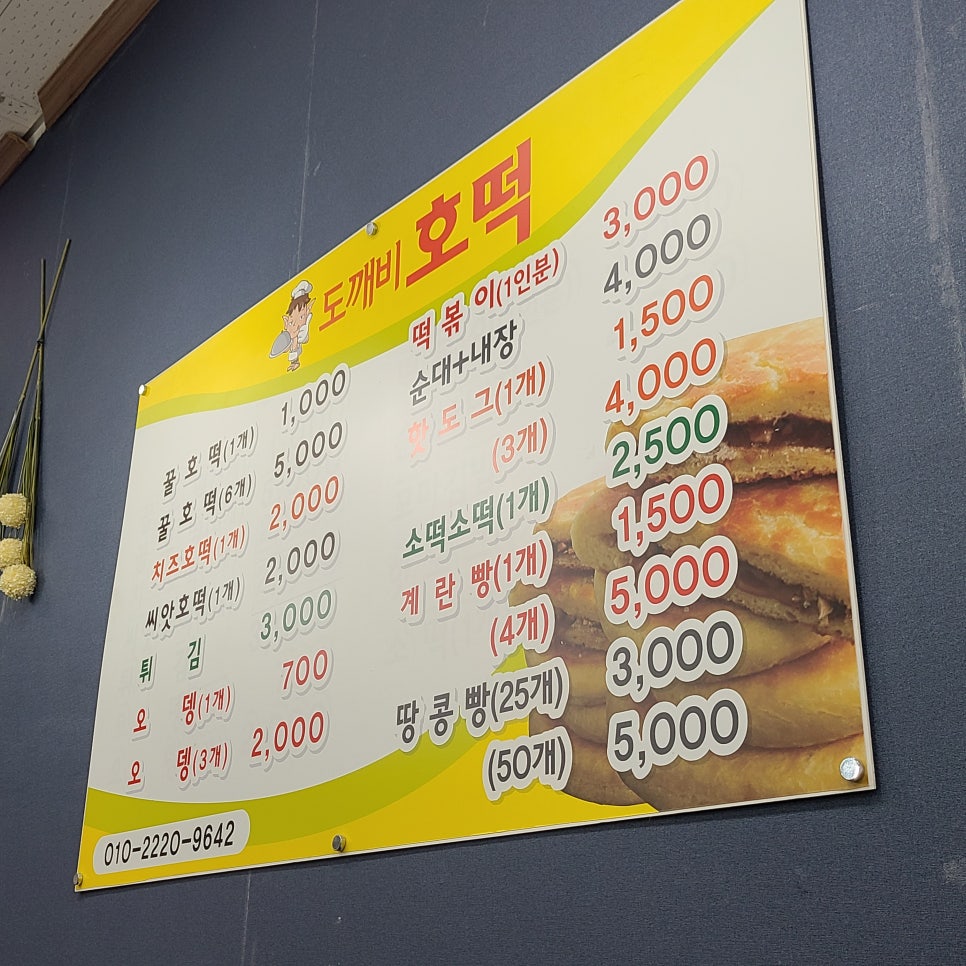 도깨비 호떡
꿀호떡(1개) 1,000
꿀호떡(6개) 5,000
치즈호떡(1개) 2,000
씨앗호떡(1개) 2,000
튀김 3,000
오뎅(1개) 700
오뎅(3개) 2,000
떡볶이(1인분) 3,000
순대+내장 4,000
핫도그(1개) 1,500
(3개) 4,000
소떡소떡(1개) 2,500
계란빵(1개) 1,500
(4개) 5,000
땅콩빵(25개) 3,000
(50개) 5,000
010-2220-9642